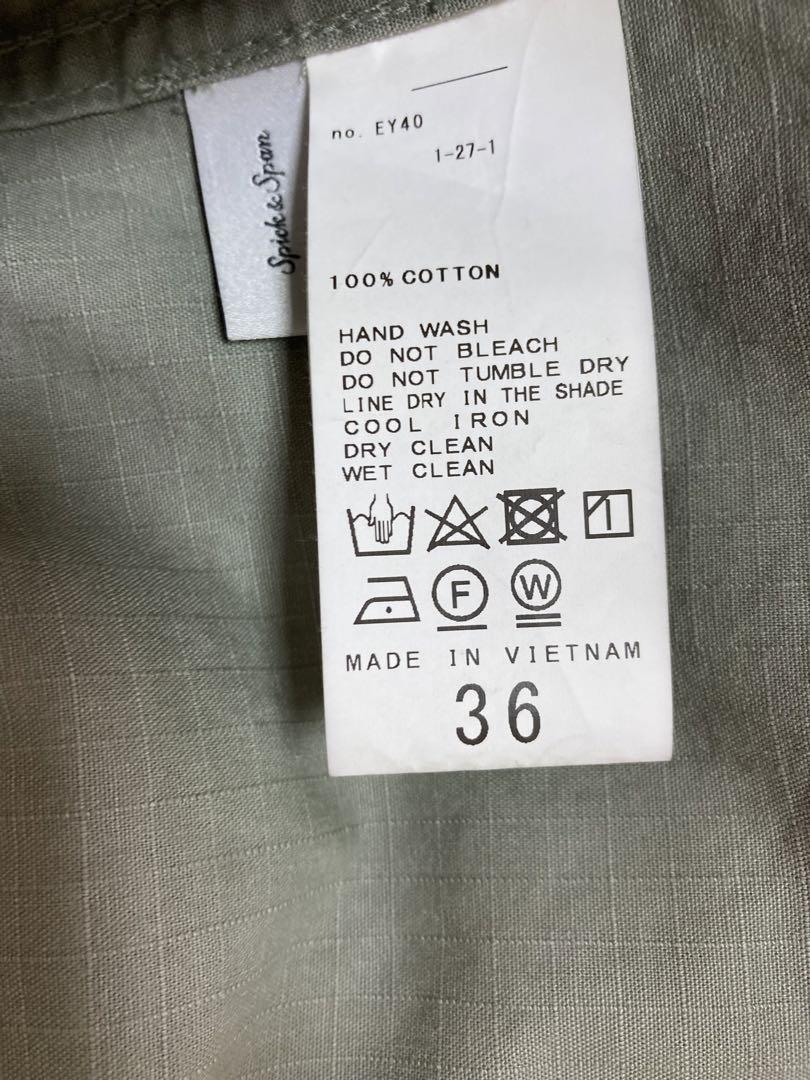 Spick & Span
no. EY40
1-27-1
100% COTTON
HAND WASH
DO NOT BLEACH
DO NOT TUMBLE DRY
LINE DRY IN THE SHADE
COOL IRON
DRY CLEAN
WET CLEAN
F W
MADE IN VIETNAM
36